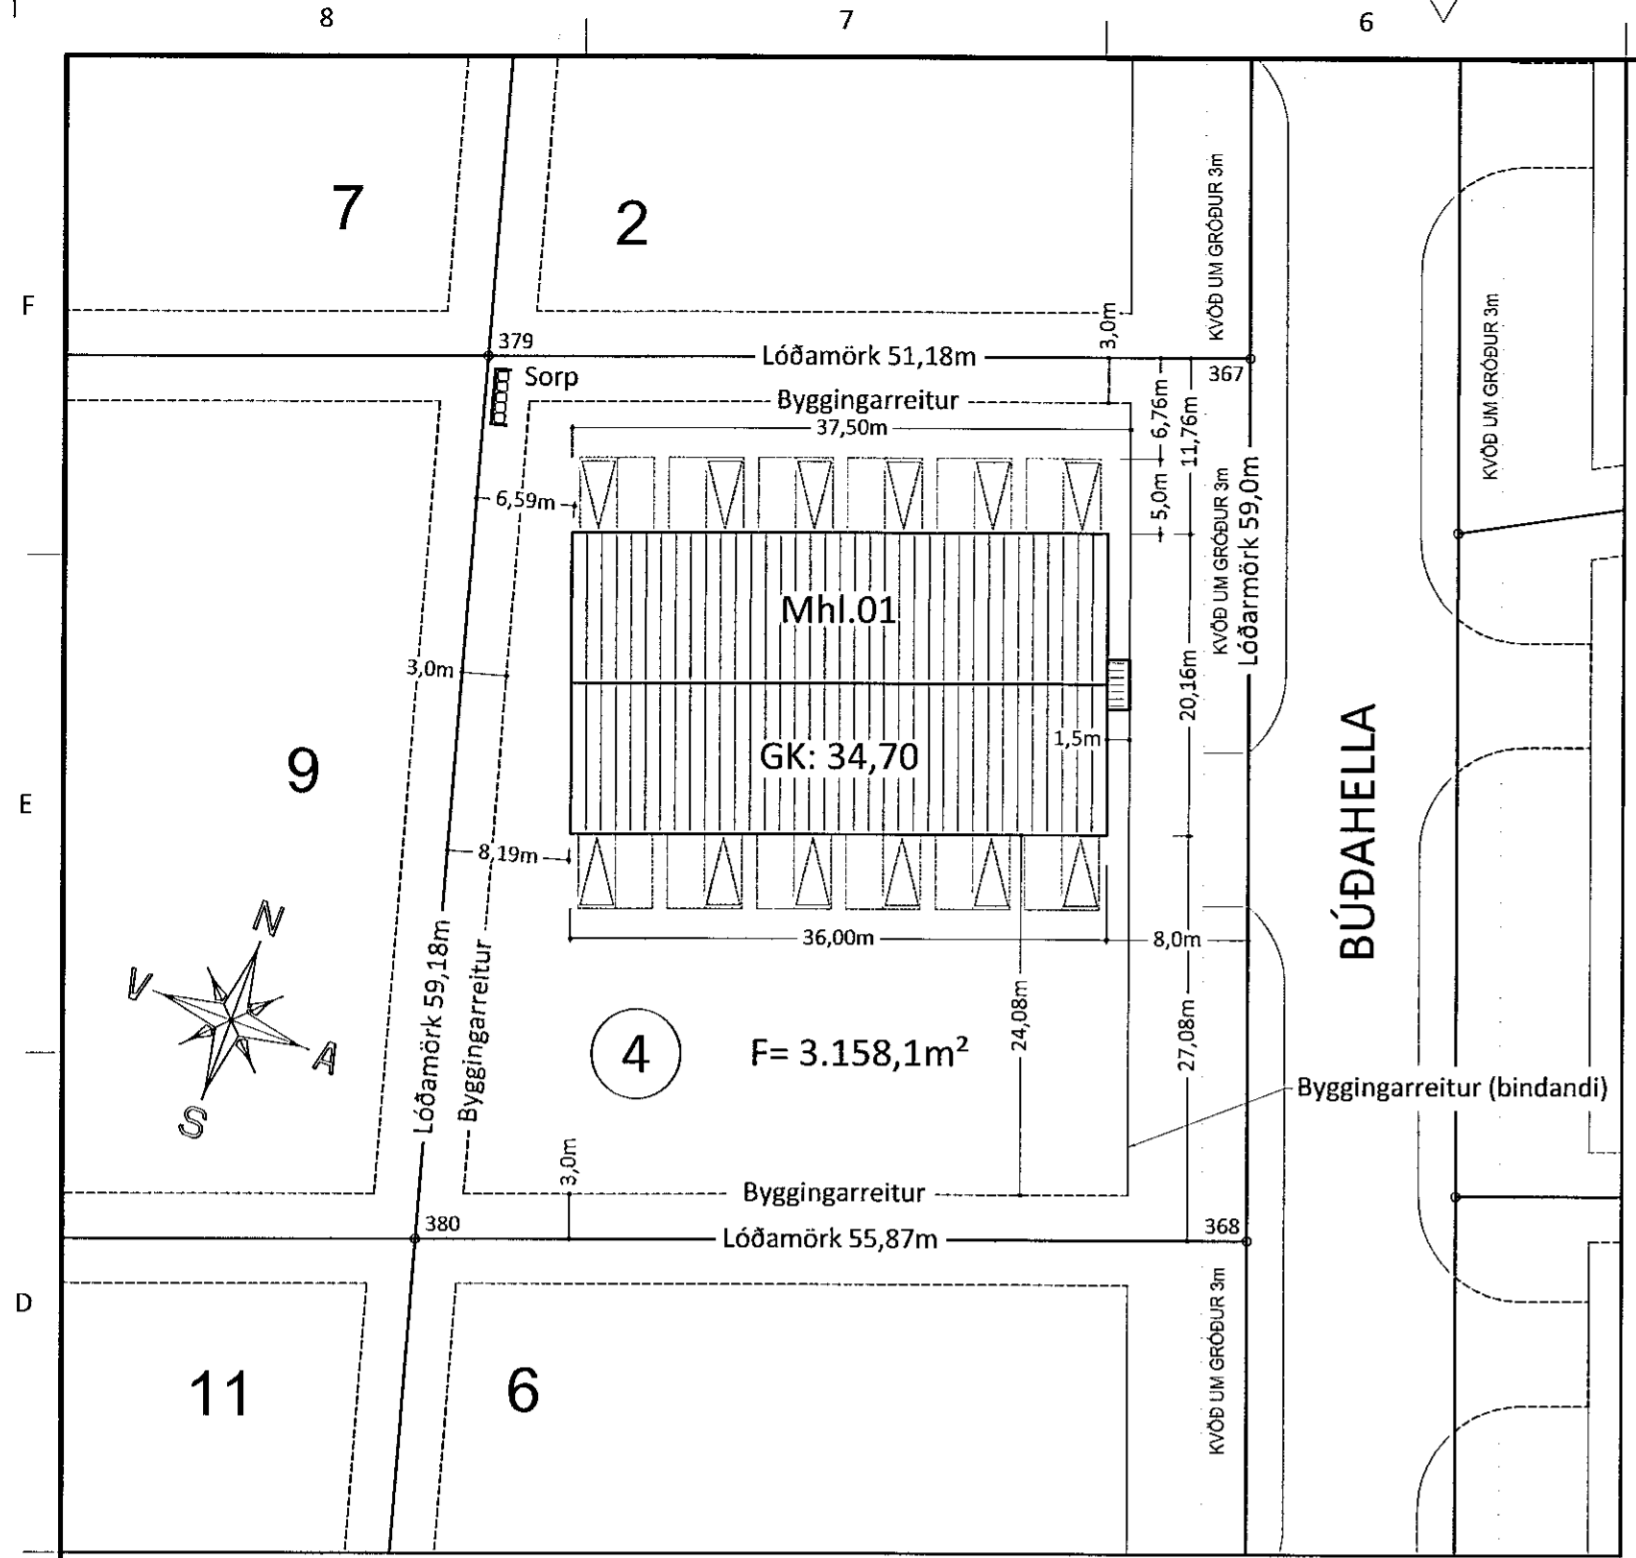 8
7
6
7
2
KVÖÐ UM GRÓÐUR 3m
F
3,0m
KVÖÐ UM GRÓÐUR 3m
379
Lóðamörk 51,18m
367
Sorp
Byggingarreitur
37,50m
6,76m
11,76m
6,59m
5,0m
KVÖÐ UM GRÓÐUR 3m
Lóðarmörk 59,0m
Mhl.01
3,0m
20,16m
1,5m
GK: 34,70
9
E
BÚÐAHELLA
8,19m
36,00m
8,0m
N
V
A
S
Lóðamörk 59,18m
Byggingarreitur
24,08m
27,08m
4
F= 3.158,1m²
Byggingarreitur (bindandi)
3,0m
Byggingarreitur
380
Lóðamörk 55,87m
368
D
KVÖÐ UM GRÓÐUR 3m
11
6